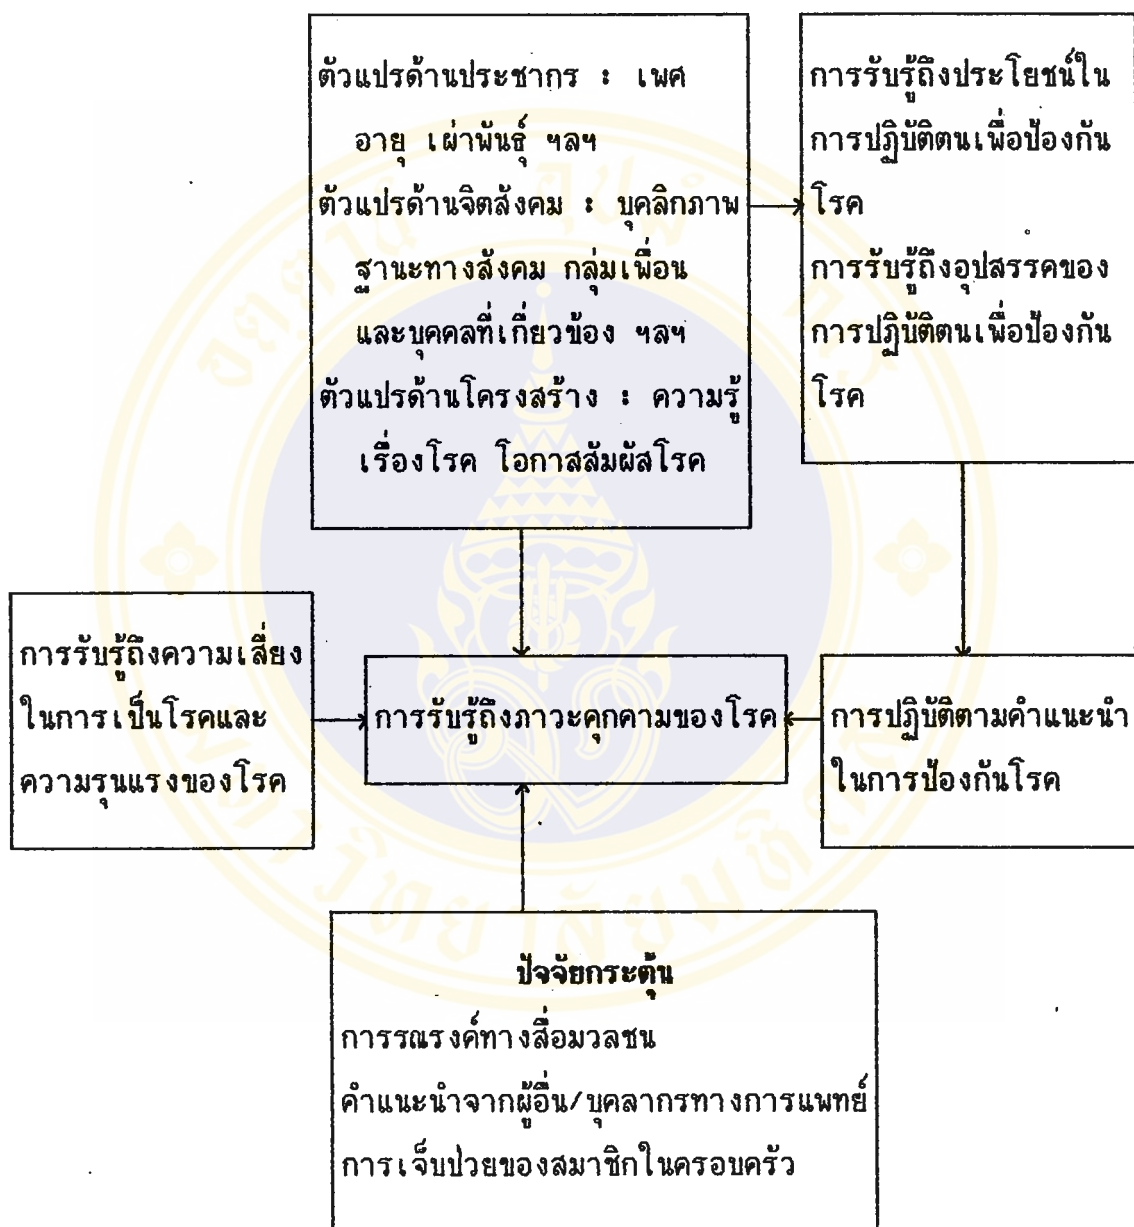 ตัวแปรด้านประชากร : เพศ
อายุ เผ่าพันธุ์ ฯลฯ
ตัวแปรด้านจิตสังคม : บุคลิกภาพ
ฐานะทางสังคม กลุ่มเพื่อน
และบุคคลที่เกี่ยวข้อง ฯลฯ
ตัวแปรด้านโครงสร้าง : ความรู้
เรื่องโรค โอกาสสัมผัสโรค
การรับรู้ถึงประโยชน์ใน
การปฏิบัติตนเพื่อป้องกัน
โรค
การรับรู้ถึงอุปสรรคของ
การปฏิบัติตนเพื่อป้องกัน
โรค
การรับรู้ถึงความเสี่ยง
ในการเป็นโรคและ
ความรุนแรงของโรค
การรับรู้ถึงภาวะคุกคามของโรค
การปฏิบัติตามคำแนะนำ
ในการป้องกันโรค
ปัจจัยกระตุ้น
การรณรงค์ทางสื่อมวลชน
คำแนะนำจากผู้อื่น/บุคลากรทางการแพทย์
การเจ็บป่วยของสมาชิกในครอบครัว